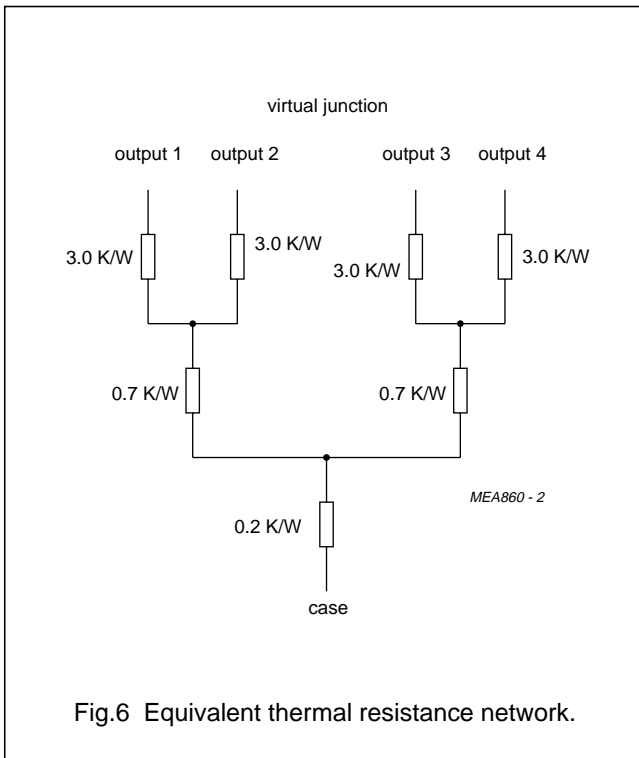 virtual junction
output 1 output 2 output 3 output 4
3.0 K/W 3.0 K/W 3.0 K/W 3.0 K/W
0.7 K/W 0.7 K/W
MEA860 - 2
0.2 K/W
case
Fig.6 Equivalent thermal resistance network.